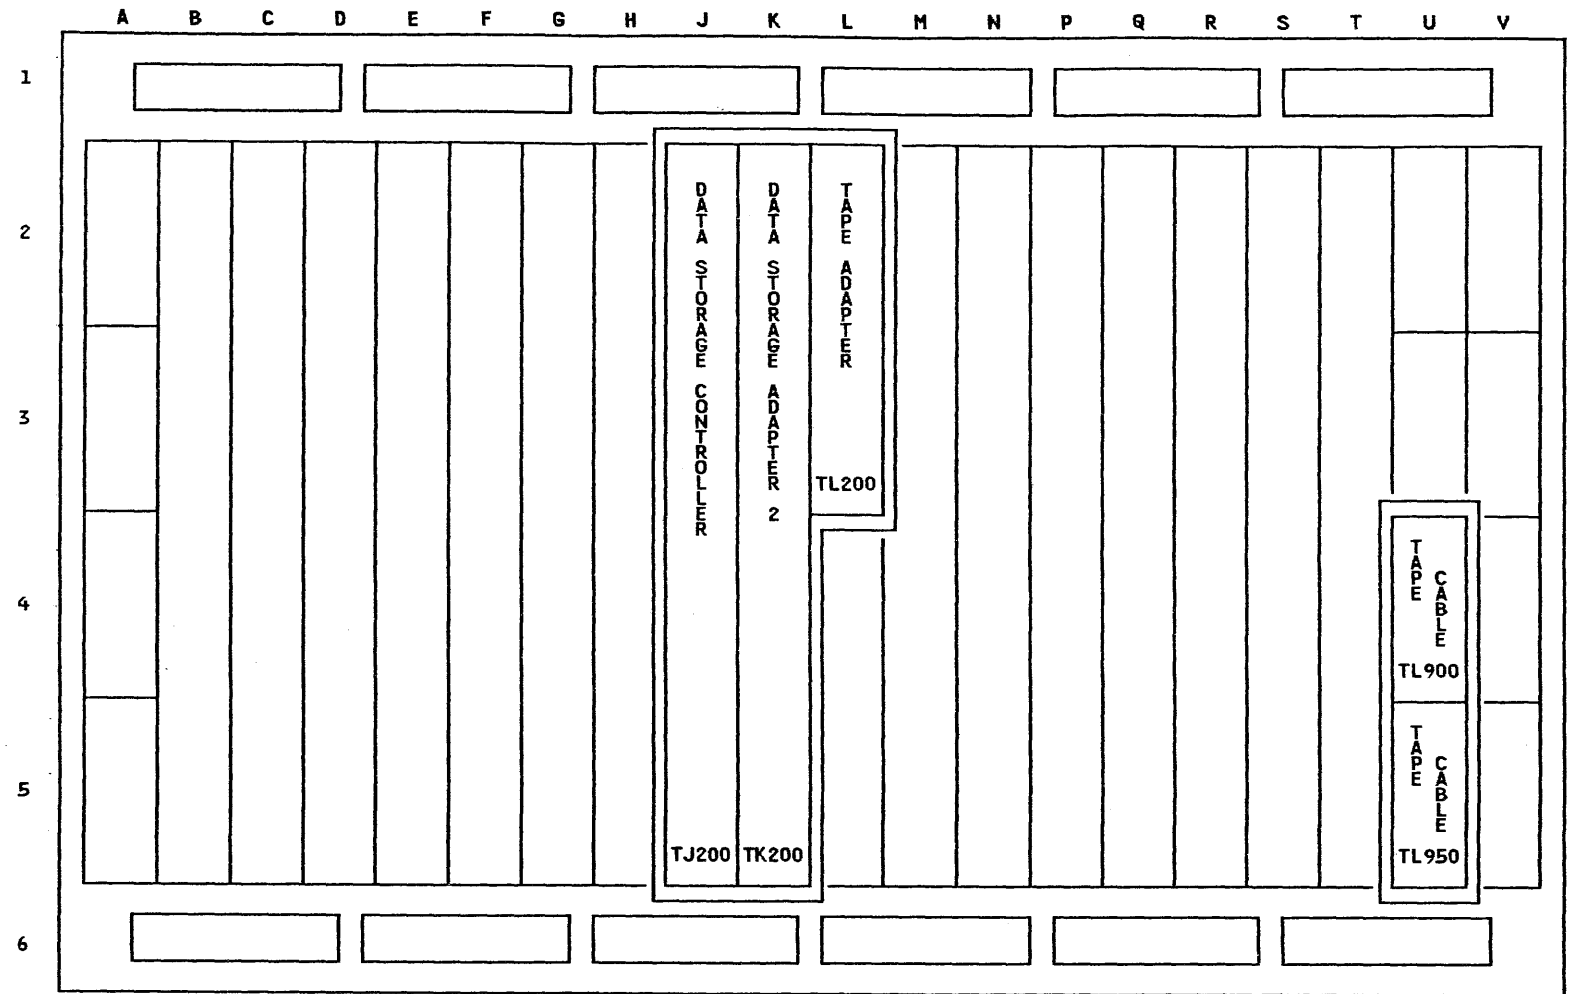 A B C D E F G H J K L M N P Q R S T U V
1
2
3
4
5
6
DATA STORAGE CONTROLLER
TJ200
DATA STORAGE ADAPTER 2
TK200
TAPE ADAPTER
TL200
TAPE CABLE
TL900
TAPE CABLE
TL950